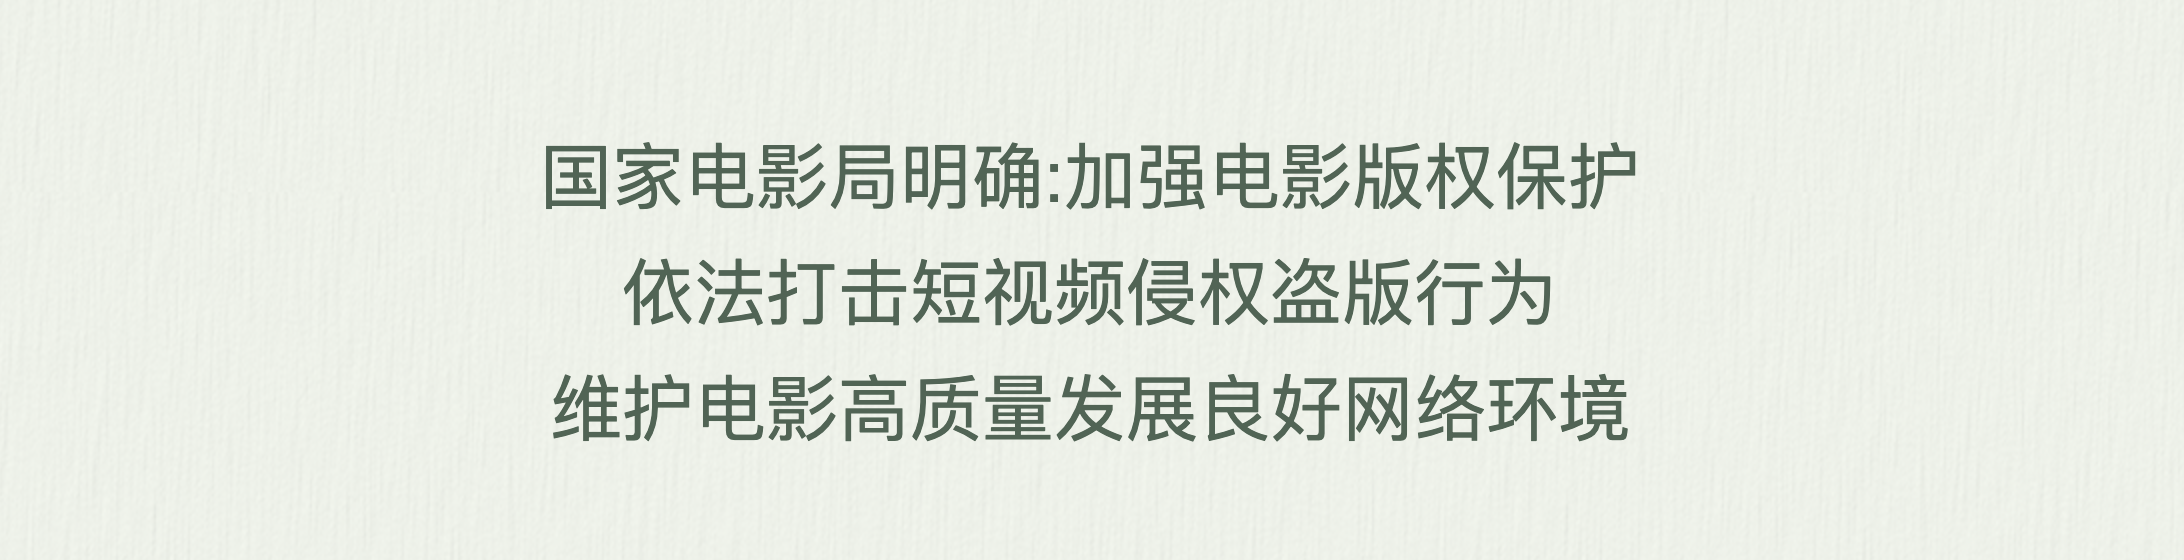 国家电影局明确:加强电影版权保护
依法打击短视频侵权盗版行为
维护电影高质量发展良好网络环境